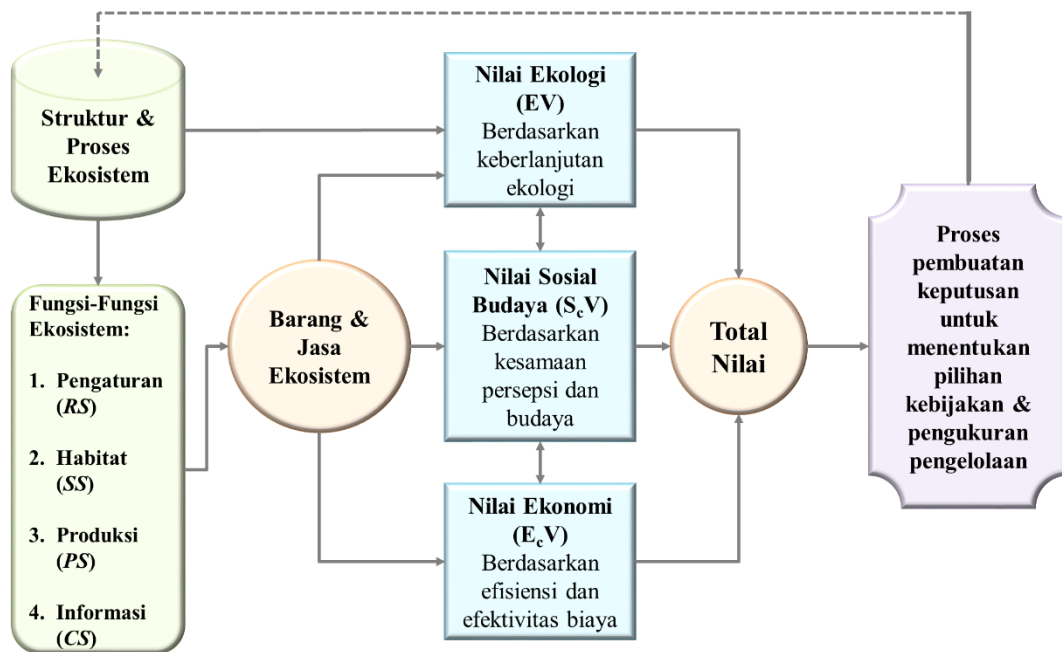 Struktur &
Proses
Ekosistem
Fungsi-Fungsi
Ekosistem:
1. Pengaturan
(RS)
2. Habitat
(SS)
3. Produksi
(PS)
4. Informasi
(CS)
Barang &
Jasa
Ekosistem
Nilai Ekologi
(EV)
Berdasarkan
keberlanjutan
ekologi
Nilai Sosial
Budaya (ScV)
Berdasarkan
kesamaan
persepsi dan
budaya
Nilai Ekonomi
(EcV)
Berdasarkan
efisiensi dan
efektivitas biaya
Total
Nilai
Proses
pembuatan
keputusan
untuk
menentukan
pilihan
kebijakan &
pengukuran
pengelolaan